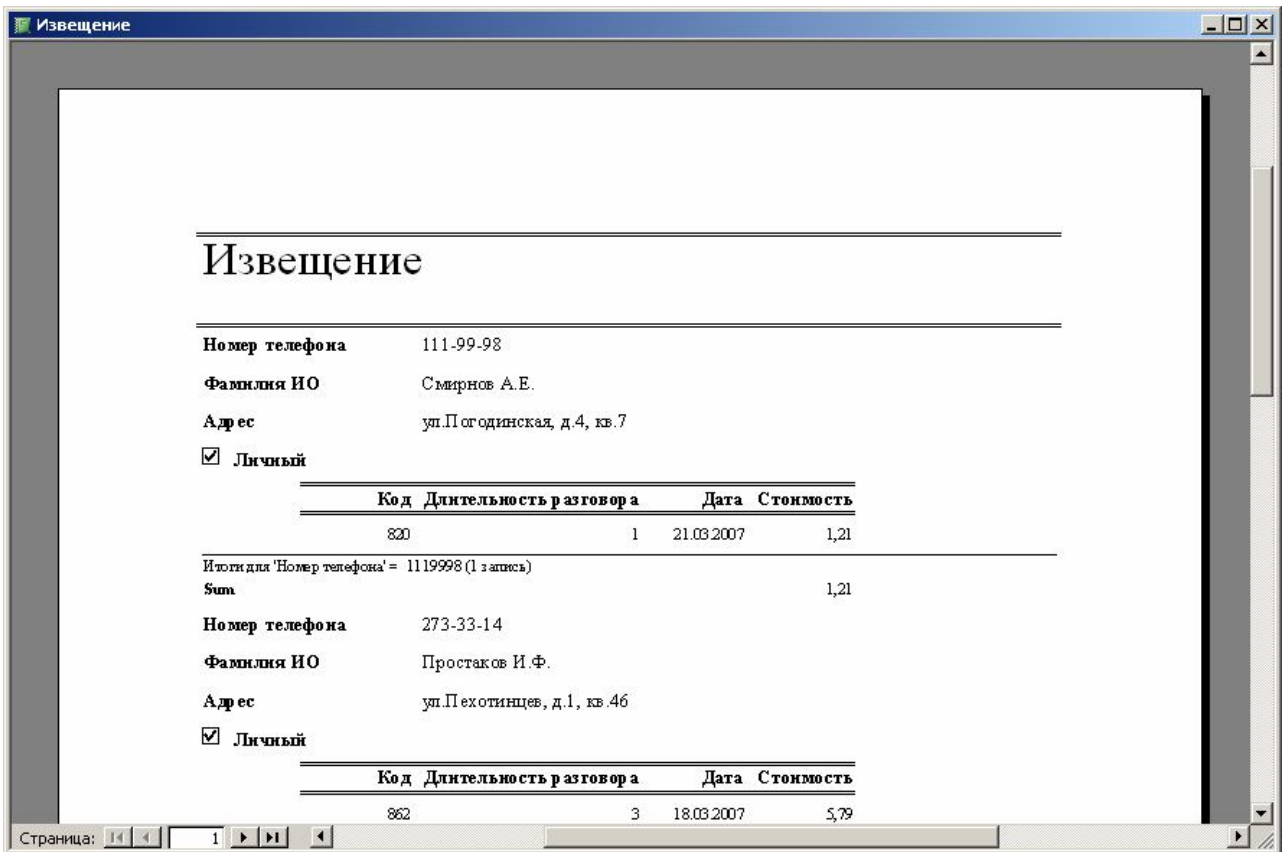 Извещение
Извещение
Номер телефона 111-99-98
Фамилия ИО Смирнов А.Е.
Адрес ул.Погодинская, д.4, кв.7
Личный
Код Длительность разговора Дата Стоимость
820 1 21.03.2007 1,21
Итоги для 'Номер телефона' = 1119998 (1 запись)
Sum 1,21
Номер телефона 273-33-14
Фамилия ИО Простаков И.Ф.
Адрес ул.Пехотинцев, д.1, кв.46
Личный
Код Длительность разговора Дата Стоимость
862 3 18.03.2007 5,79
Страница: 1